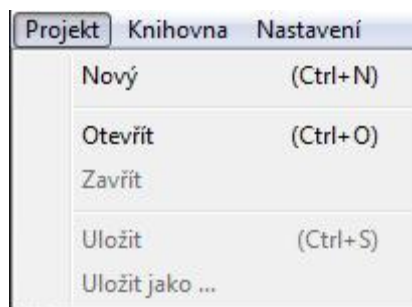 Projekt Knihovna Nastavení
Nový (Ctrl+N)
Otevřít (Ctrl+O)
Zavřít
Uložit (Ctrl+S)
Uložit jako ...